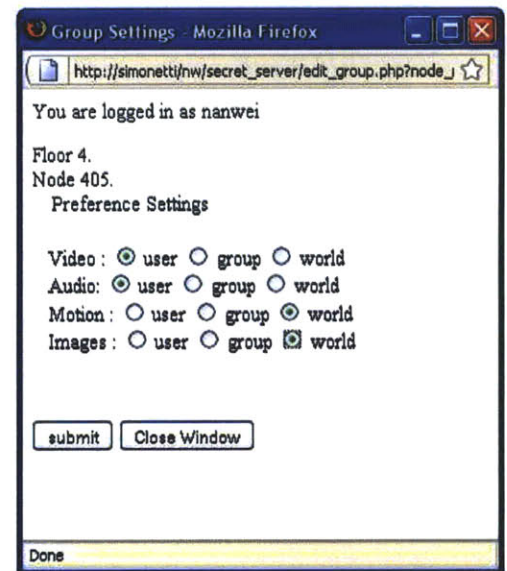 Group Settings - Mozilla Firefox
http://simonetti/nw/secret_server/edit_group.php?node_
You are logged in as nanwei
Floor 4.
Node 405.
Preference Settings
Video : user group world
Audio: user group world
Motion : user group world
Images : user group world
submit Close Window
Done